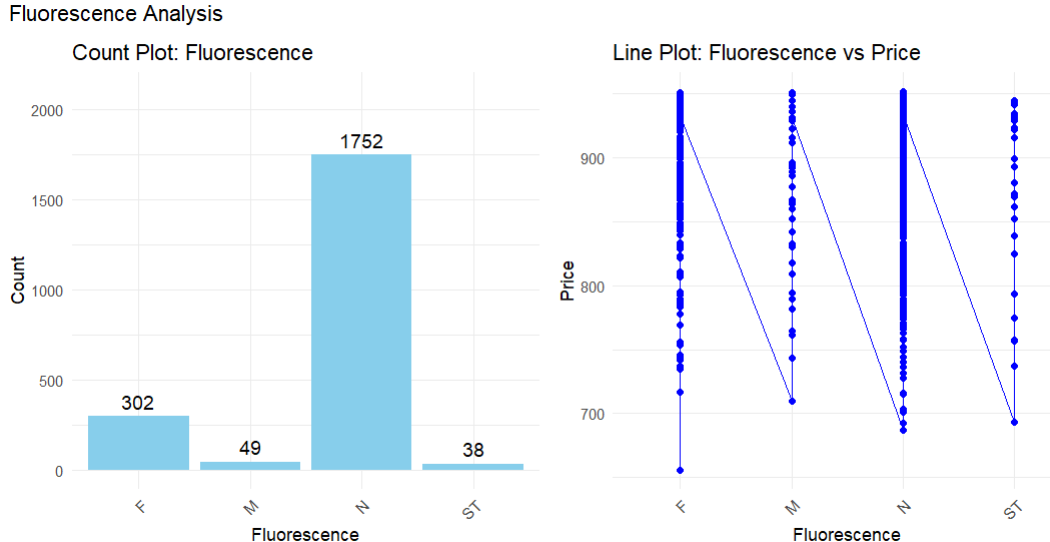 Fluorescence Analysis
Count Plot: Fluorescence
2000
1500
1000
500
0
Count
302
49
1752
38
F
M
N
ST
Fluorescence
Line Plot: Fluorescence vs Price
900
800
700
Price
F
M
N
ST
Fluorescence